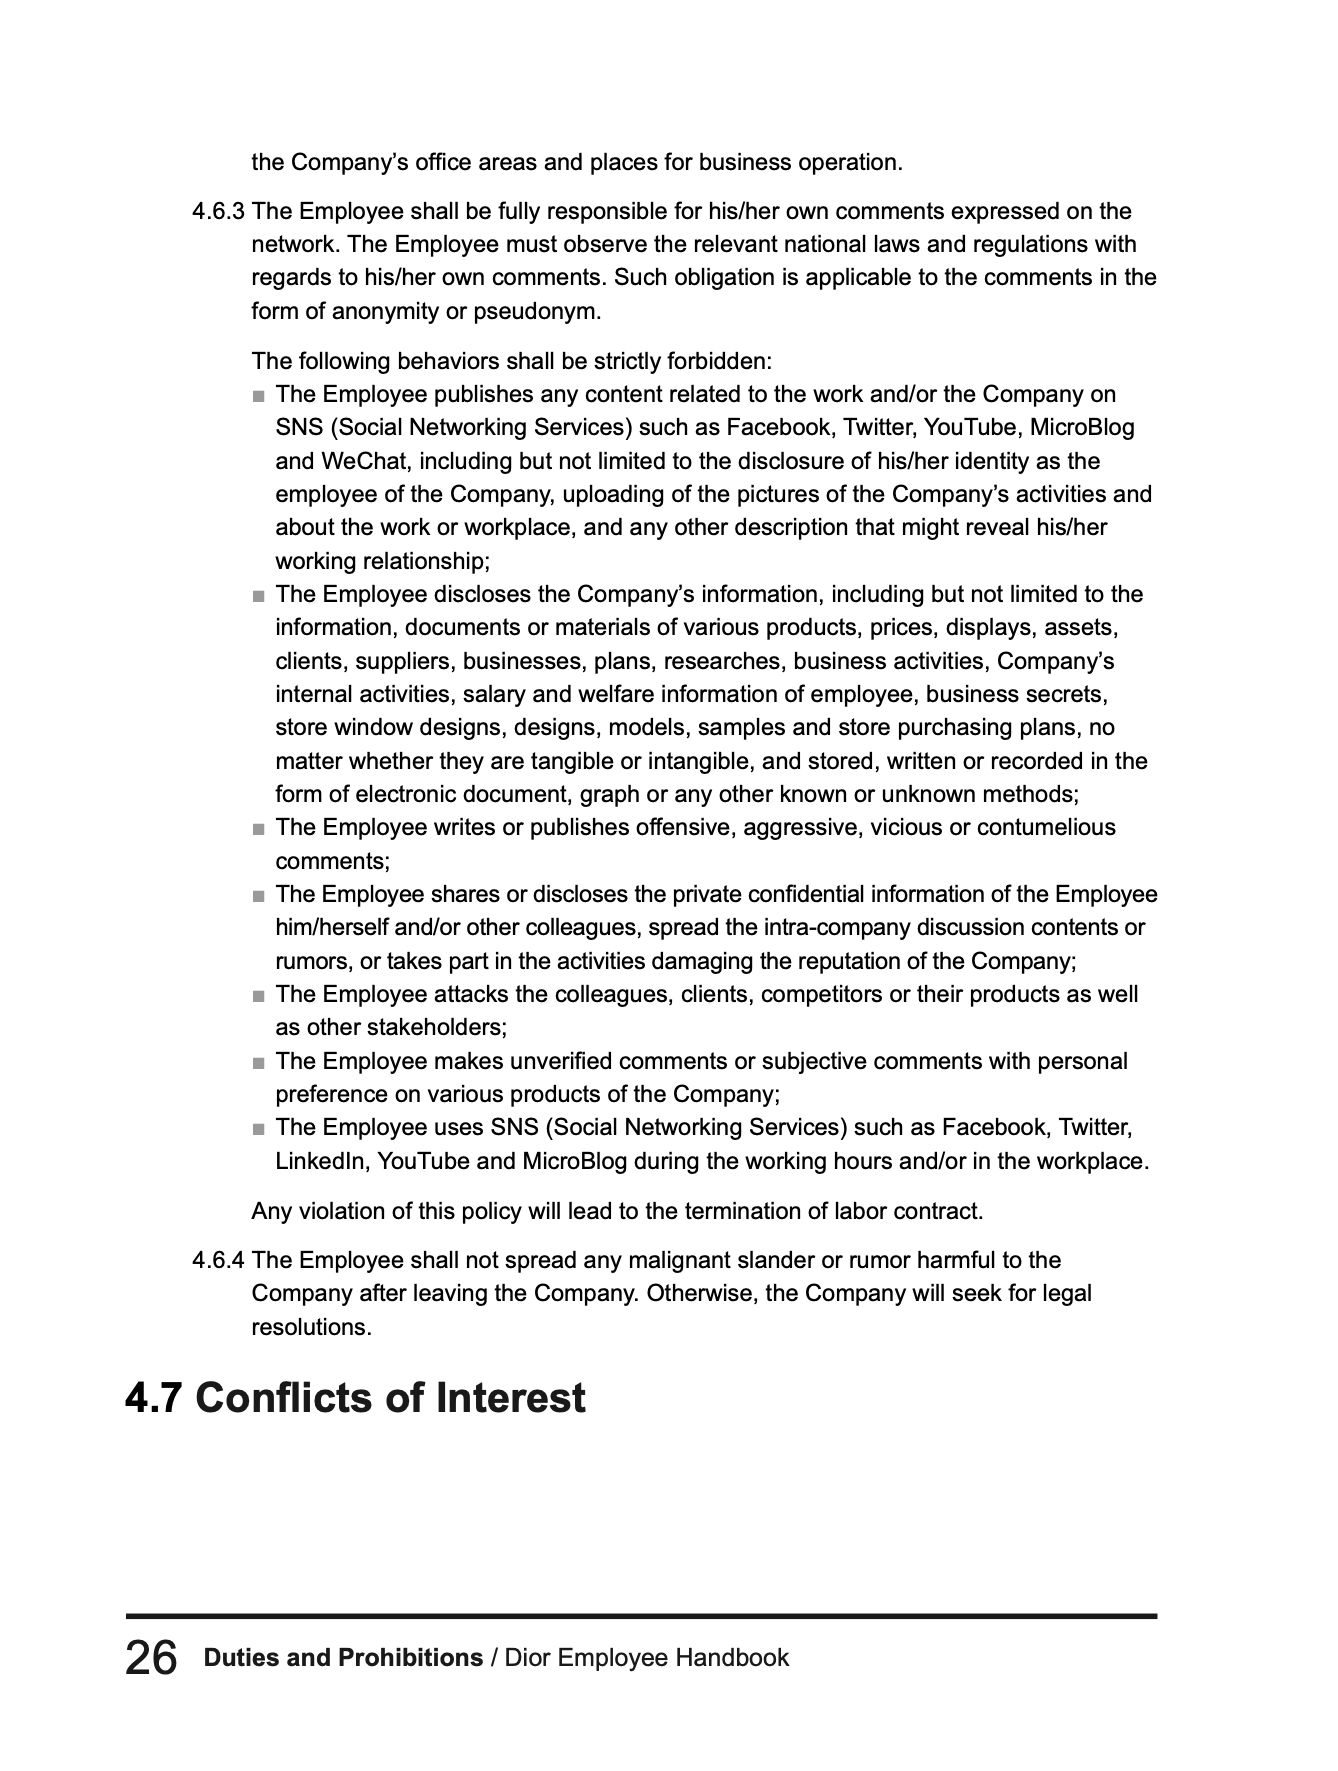 the Company’s office areas and places for business operation.
4.6.3 The Employee shall be fully responsible for his/her own comments expressed on the
network. The Employee must observe the relevant national laws and regulations with
regards to his/her own comments. Such obligation is applicable to the comments in the
form of anonymity or pseudonym.
The following behaviors shall be strictly forbidden:
■ The Employee publishes any content related to the work and/or the Company on
SNS (Social Networking Services) such as Facebook, Twitter, YouTube, MicroBlog
and WeChat, including but not limited to the disclosure of his/her identity as the
employee of the Company, uploading of the pictures of the Company’s activities and
about the work or workplace, and any other description that might reveal his/her
working relationship;
■ The Employee discloses the Company’s information, including but not limited to the
information, documents or materials of various products, prices, displays, assets,
clients, suppliers, businesses, plans, researches, business activities, Company’s
internal activities, salary and welfare information of employee, business secrets,
store window designs, designs, models, samples and store purchasing plans, no
matter whether they are tangible or intangible, and stored, written or recorded in the
form of electronic document, graph or any other known or unknown methods;
■ The Employee writes or publishes offensive, aggressive, vicious or contumelious
comments;
■ The Employee shares or discloses the private confidential information of the Employee
him/herself and/or other colleagues, spread the intra-company discussion contents or
rumors, or takes part in the activities damaging the reputation of the Company;
■ The Employee attacks the colleagues, clients, competitors or their products as well
as other stakeholders;
■ The Employee makes unverified comments or subjective comments with personal
preference on various products of the Company;
■ The Employee uses SNS (Social Networking Services) such as Facebook, Twitter,
LinkedIn, YouTube and MicroBlog during the working hours and/or in the workplace.
Any violation of this policy will lead to the termination of labor contract.
4.6.4 The Employee shall not spread any malignant slander or rumor harmful to the
Company after leaving the Company. Otherwise, the Company will seek for legal
resolutions.
4.7 Conflicts of Interest
26 Duties and Prohibitions / Dior Employee Handbook